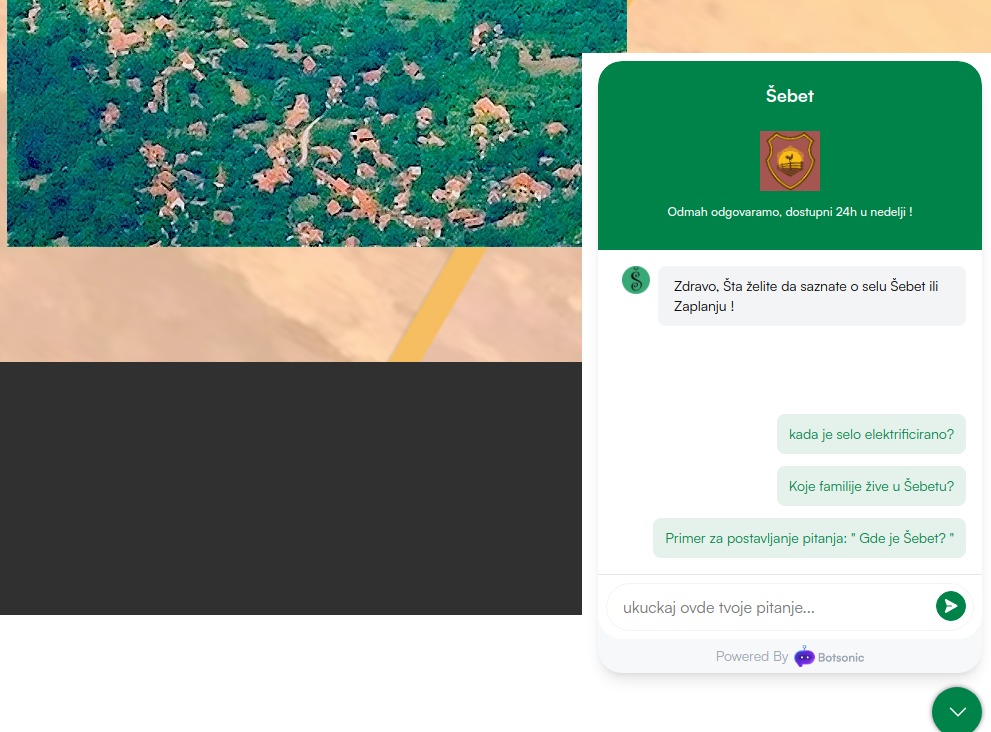 Šebet
Odmah odgovaramo, dostupni 24h u nedelji !
Š
Zdravo, Šta želite da saznate o selu Šebet ili
Zaplanju !
kada je selo elektrificirano?
Koje familije žive u Šebetu?
Primer za postavljanje pitanja: " Gde je Šebet? "
ukuckaj ovde tvoje pitanje...
Powered By Botsonic